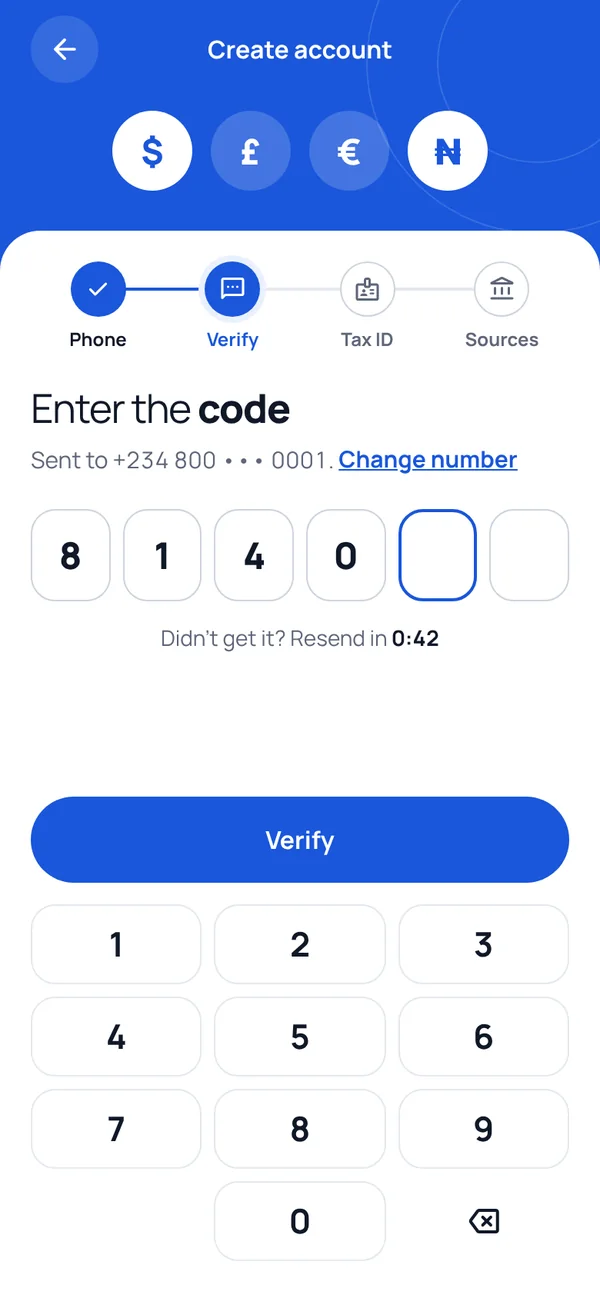 Create account
$ £ € ₦
Phone Verify Tax ID Sources
Enter the code
Sent to +234 800 ••• 0001. Change number
8 1 4 0
Didn't get it? Resend in 0:42
Verify
1 2 3
4 5 6
7 8 9
0